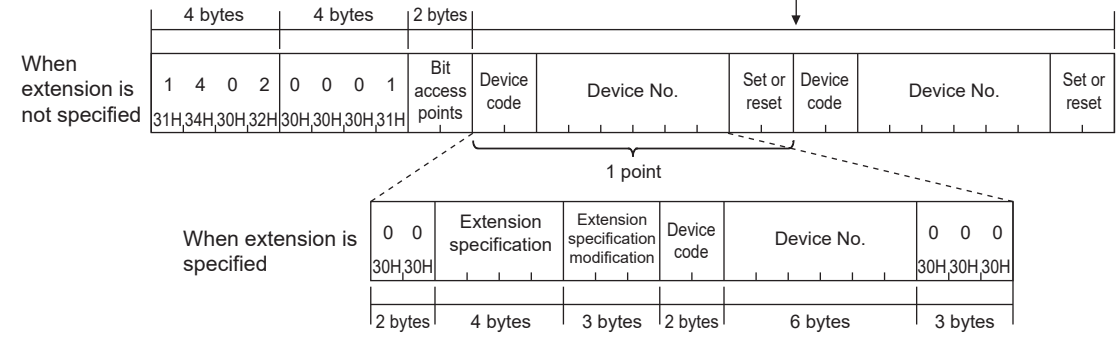 4 bytes 4 bytes 2 bytes
When
extension is
not specified
1 4 0 2 0 0 0 1
31H,34H,30H,32H,30H,30H,30H,31H
Bit
access
points
Device
code
Device No.
Set or
reset
Device
code
Device No.
Set or
reset
1 point
When extension is
specified
0 0
30H,30H
Extension
specification
Extension
specification
modification
Device
code
Device No.
0 0 0
30H,30H,30H
2 bytes 4 bytes 3 bytes 2 bytes 6 bytes 3 bytes